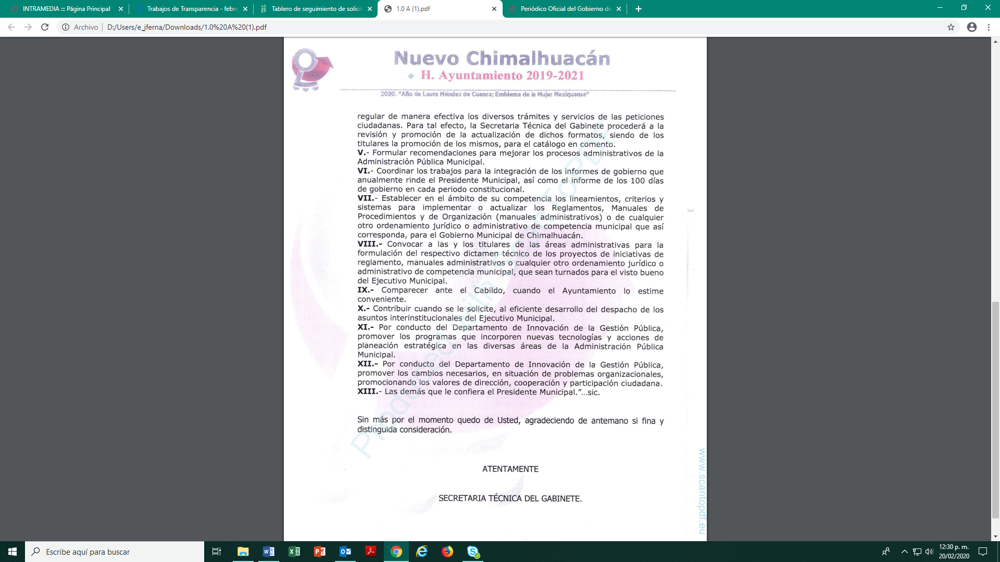 INTRAMEDIA ::: Página Principal
Trabajos de Transparencia - febre
Tablero de seguimiento de solicit
1.0 A (1).pdf
Periódico Oficial del Gobierno de
Archivo | D:/Users/e_jferna/Downloads/1.0%20A%20(1).pdf
Nuevo Chimalhuacán
H. Ayuntamiento 2019-2021
2020. "Año de Laura Méndez de Cuenca; Emblema de la Mujer Mexiquense"
regular de manera efectiva los diversos trámites y servicios de las peticiones
ciudadanas. Para tal efecto, la Secretaria Técnica del Gabinete procederá a la
revisión y promoción de la actualización de dichos formatos, siendo de los
titulares la promoción de los mismos, para el catálogo en comento.
V.- Formular recomendaciones para mejorar los procesos administrativos de la
Administración Pública Municipal.
VI.- Coordinar los trabajos para la integración de los informes de gobierno que
anualmente rinde el Presidente Municipal, así como el informe de los 100 días
de gobierno en cada periodo constitucional.
VII.- Establecer en el ámbito de su competencia los lineamientos, criterios y
sistemas para implementar o actualizar los Reglamentos, Manuales de
Procedimientos y de Organización (manuales administrativos) o de cualquier
otro ordenamiento jurídico o administrativo de competencia municipal que así
corresponda, para el Gobierno Municipal de Chimalhuacán.
VIII.- Convocar a las y los titulares de las áreas administrativas para la
formulación del respectivo dictamen técnico de los proyectos de iniciativas de
reglamento, manuales administrativos o cualquier otro ordenamiento jurídico o
administrativo de competencia municipal, que sean turnados para el visto bueno
del Ejecutivo Municipal.
IX.- Comparecer ante el Cabildo, cuando el Ayuntamiento lo estime
conveniente.
X.- Contribuir cuando se le solicite, al eficiente desarrollo del despacho de los
asuntos interinstitucionales del Ejecutivo Municipal.
XI.- Por conducto del Departamento de Innovación de la Gestión Pública,
promover los programas que incorporen nuevas tecnologías y acciones de
planeación estratégica en las diversas áreas de la Administración Pública
Municipal.
XII.- Por conducto del Departamento de Innovación de la Gestión Pública,
promover los cambios necesarios, en situación de problemas organizacionales,
promocionando los valores de dirección, cooperación y participación ciudadana.
XIII.- Las demás que le confiera el Presidente Municipal."...sic.
Sin más por el momento quedo de Usted, agradeciendo de antemano si fina y
distinguida consideración.
ATENTAMENTE
SECRETARIA TÉCNICA DEL GABINETE.
Produced with ScanToPDF
www.scantopdf.eu
Escribe aquí para buscar
12:30 p. m.
20/02/2020